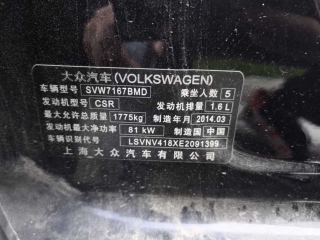 大众汽车(VOLKSWAGEN)
车辆型号 SVW7167BMD 乘坐人数 5
发动机型号 CSR 发动机排量 1.6 L
最大允许总质量 1775kg 制造年月 2014.03
发动机最大净功率 81 kW 制造国 中国
车辆识别代号 LSVNV418XE2091399
上海大众汽车有限公司